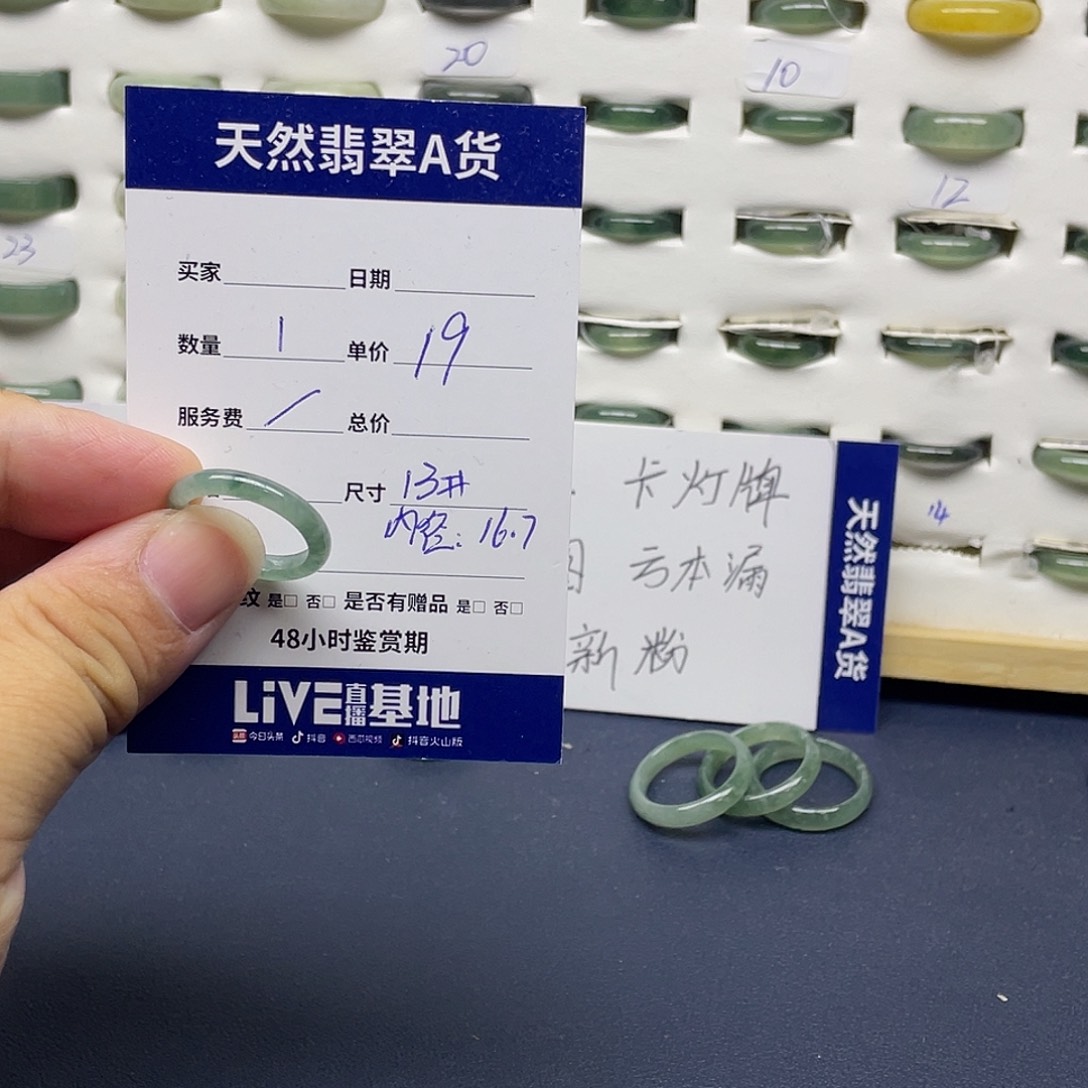 20
10
12
23
14
天然翡翠A货
买家 日期
数量 1 单价 19
服务费 / 总价
尺寸 13#
内径: 16.7
纹 是□ 否□ 是否有赠品 是□ 否□
48小时鉴赏期
LiVE直播基地
头条 今日头条 抖音 西瓜视频 抖音火山版
卡灯牌
亏本漏
新粉
天然翡翠A货